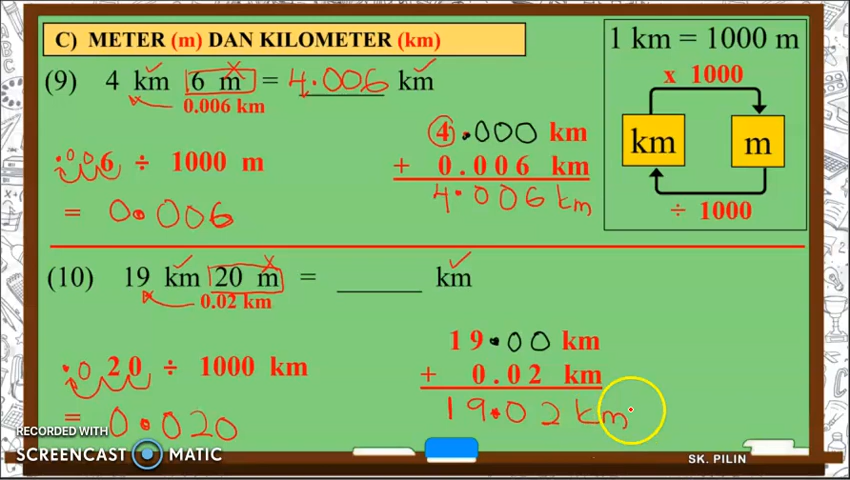 C) METER (m) DAN KILOMETER (km)
1 km = 1000 m
x 1000
km
m
÷ 1000
(9) 4 km 6 m = 4.006 km
0.006 km
.006 ÷ 1000 m
= 0.006
4.000 km
+ 0.006 km
4.006 km
(10) 19 km 20 m = ______ km
0.02 km
.020 ÷ 1000 km
= 0.020
19.00 km
+ 0.02 km
19.02 km
RECORDED WITH
SCREENCAST MATIC
SK. PILIN